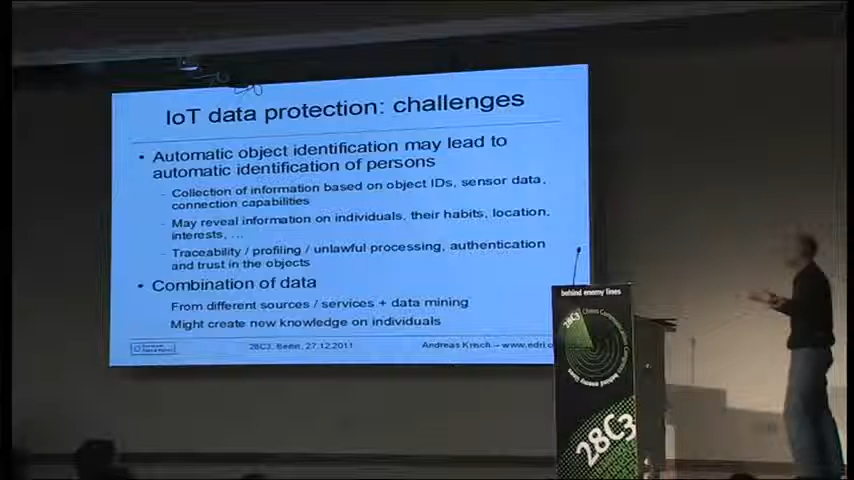 IoT data protection: challenges
• Automatic object identification may lead to
automatic identification of persons
– Collection of information based on object IDs, sensor data,
connection capabilities
– May reveal information on individuals, their habits, location,
interests, ...
– Traceability / profiling / unlawful processing, authentication
and trust in the objects
• Combination of data
From different sources / services + data mining
Might create new knowledge on individuals
28C3, Berlin, 27.12.2011
Andreas Krisch – www.edri.o
behind enemy lines
28C3
28C3